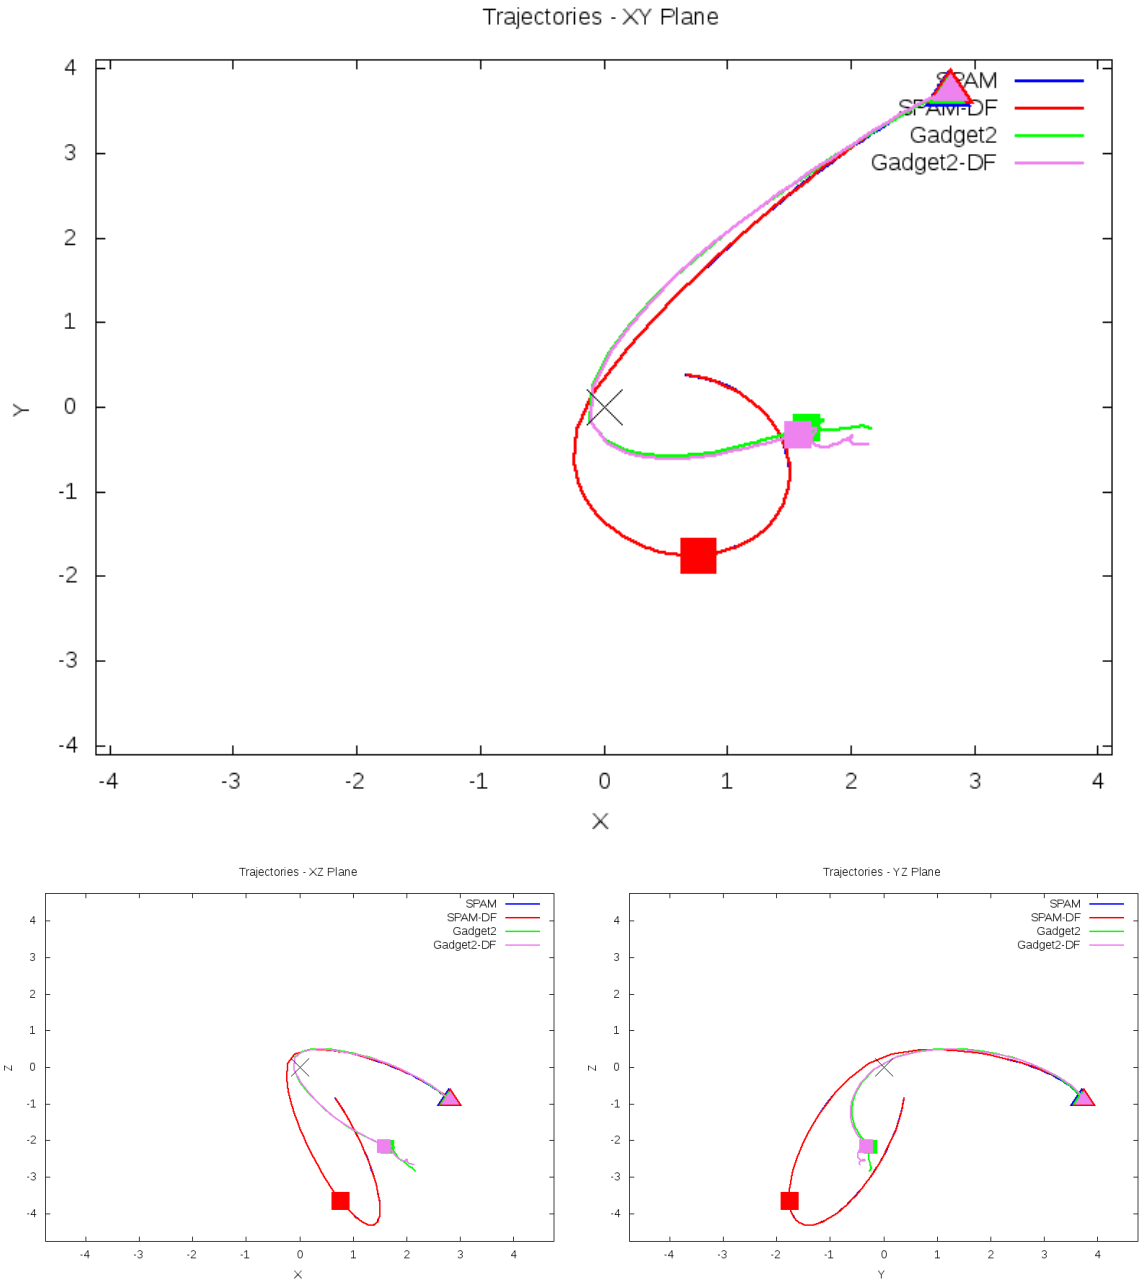 Trajectories - XY Plane
4
3
2
1
0
-1
-2
-3
-4
Y
SPAM
SPAM-DF
Gadget2
Gadget2-DF
-4 -3 -2 -1 0 1 2 3 4
X
Trajectories - XZ Plane
4
3
2
1
0
-1
-2
-3
-4
Z
SPAM
SPAM-DF
Gadget2
Gadget2-DF
-4 -3 -2 -1 0 1 2 3 4
X
Trajectories - YZ Plane
4
3
2
1
0
-1
-2
-3
-4
Z
SPAM
SPAM-DF
Gadget2
Gadget2-DF
-4 -3 -2 -1 0 1 2 3 4
Y